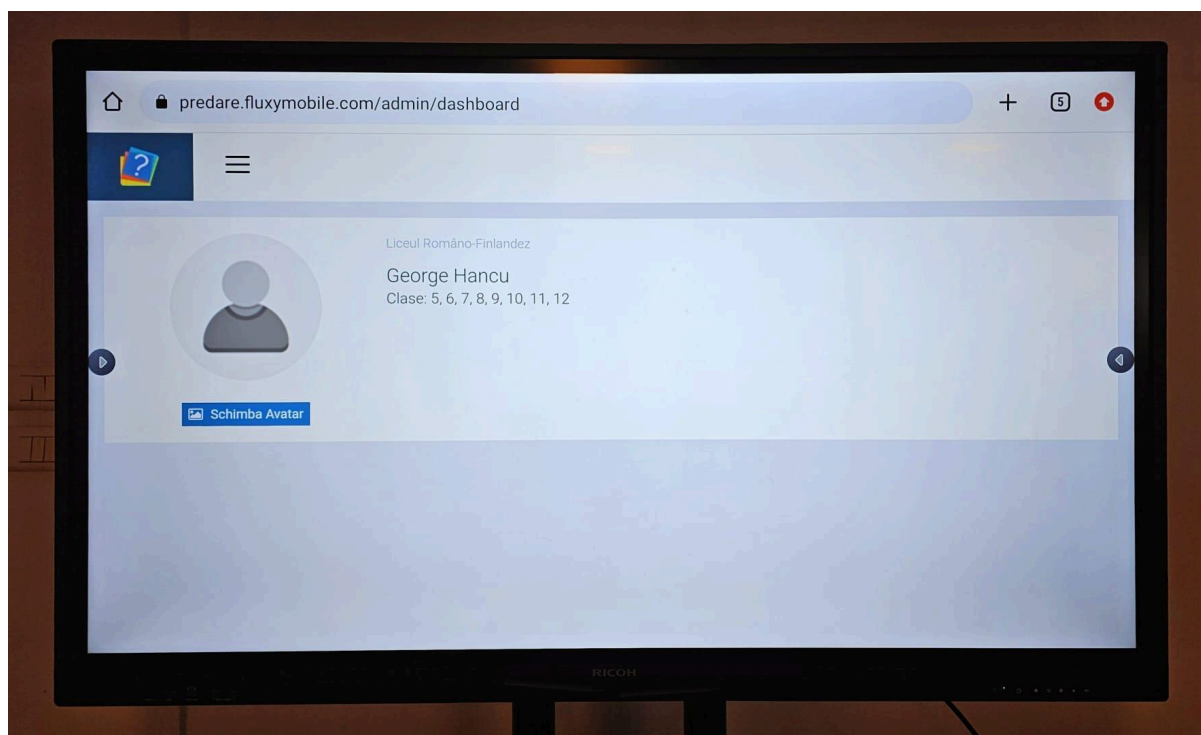 predare.fluxymobile.com/admin/dashboard
5
?
Liceul Româno-Finlandez
George Hancu
Clase: 5, 6, 7, 8, 9, 10, 11, 12
Schimba Avatar
RICOH